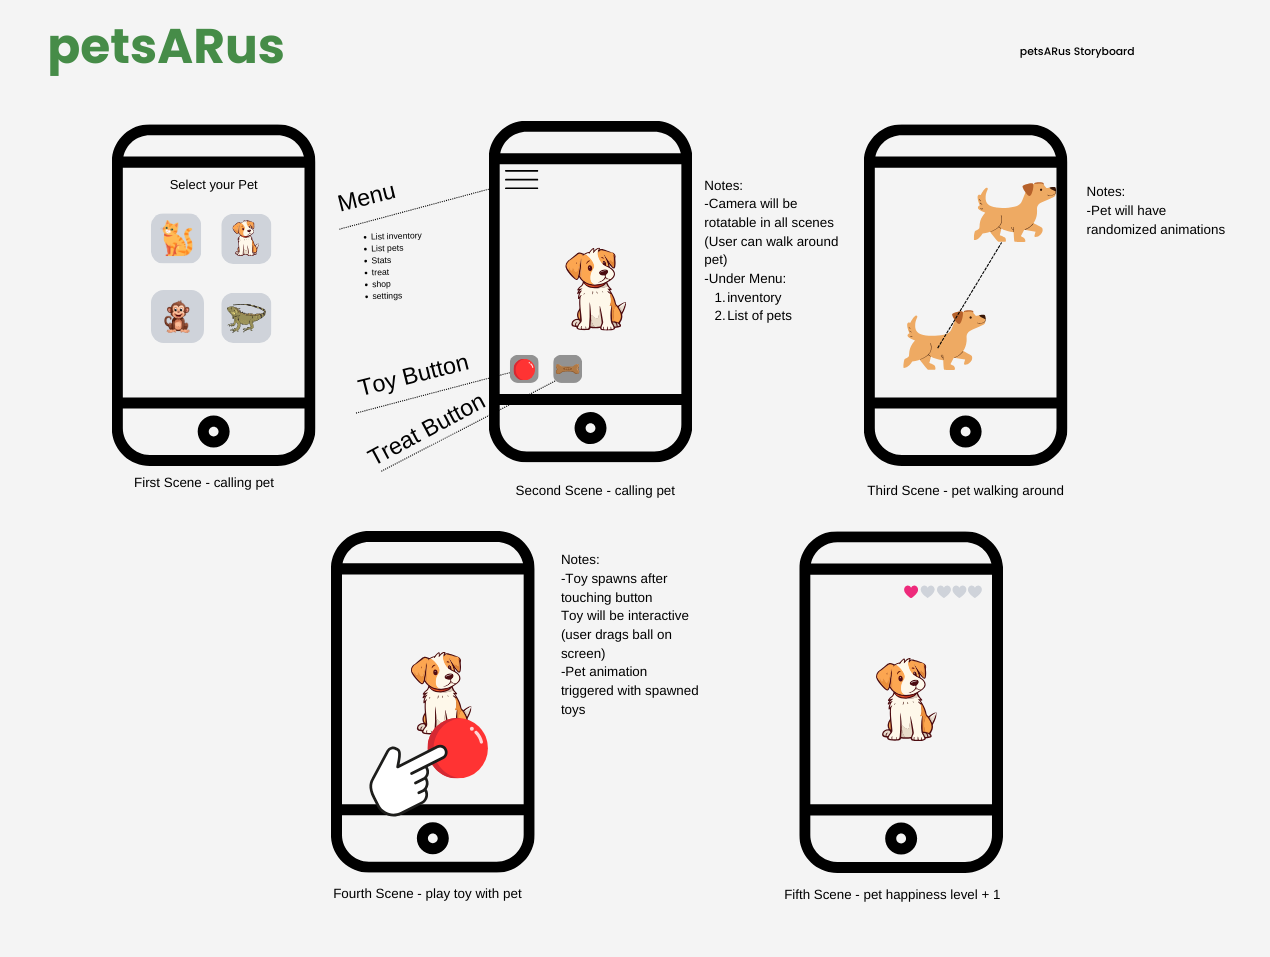 petsARus
petsARus Storyboard
Select your Pet
First Scene - calling pet
Menu
• List inventory
• List pets
• Stats
• treat
• shop
• settings
Toy Button
Treat Button
Second Scene - calling pet
Notes:
-Camera will be
rotatable in all scenes
(User can walk around
pet)
-Under Menu:
1. inventory
2. List of pets
Third Scene - pet walking around
Notes:
-Pet will have
randomized animations
Fourth Scene - play toy with pet
Notes:
-Toy spawns after
touching button
Toy will be interactive
(user drags ball on
screen)
-Pet animation
triggered with spawned
toys
Fifth Scene - pet happiness level + 1